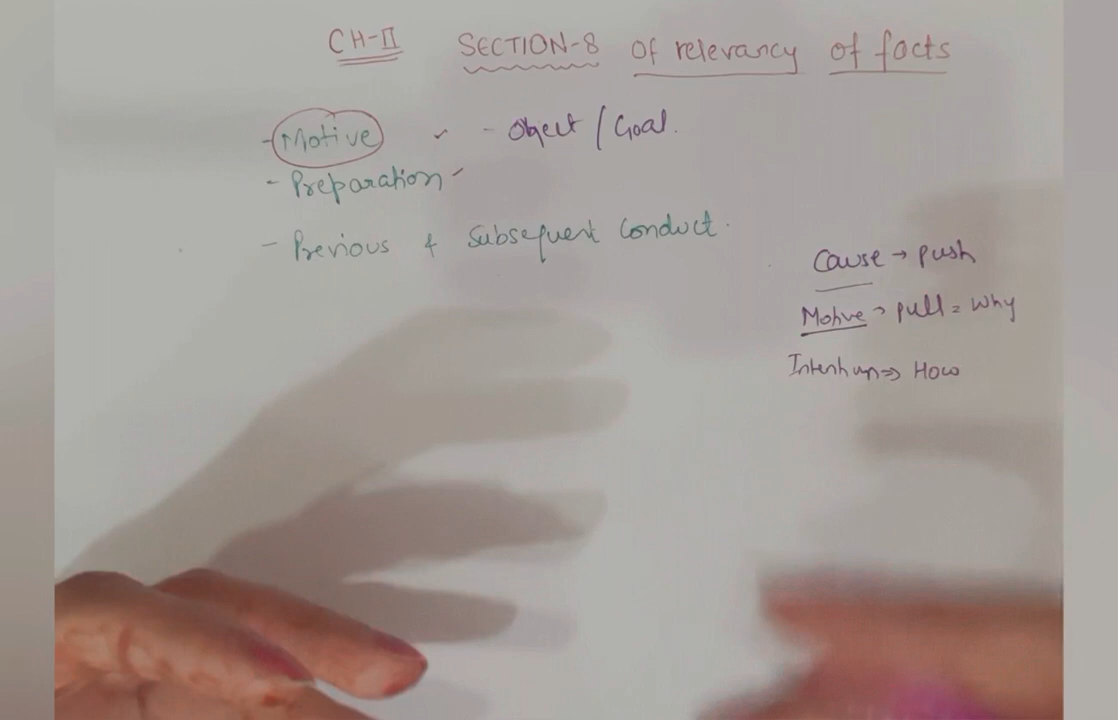 CH-II SECTION-8 Of relevancy of facts
- Motive ✓ - Object / Goal.
- Preparation
- Previous & Subsequent Conduct.
Cause → push
Motive → pull = Why
Intention ⇒ How